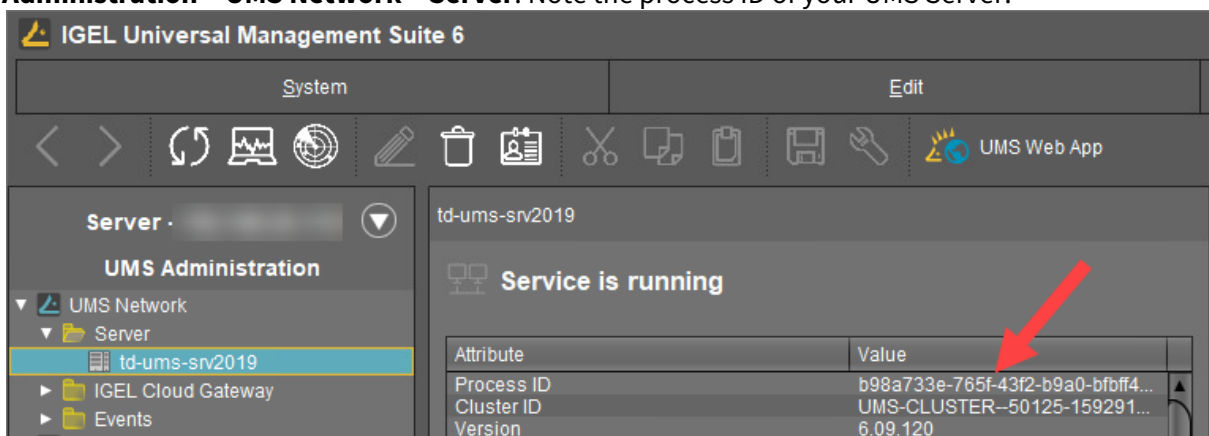 Administration > UMS Network > Server. Note the process ID of your UMS Server.
IGEL Universal Management Suite 6
System Edit
UMS Web App
Server -
UMS Administration
UMS Network
Server
td-ums-srv2019
IGEL Cloud Gateway
Events
td-ums-srv2019
Service is running
Attribute Value
Process ID b98a733e-765f-43f2-b9a0-bfbff4...
Cluster ID UMS-CLUSTER--50125-159291...
Version 6.09.120